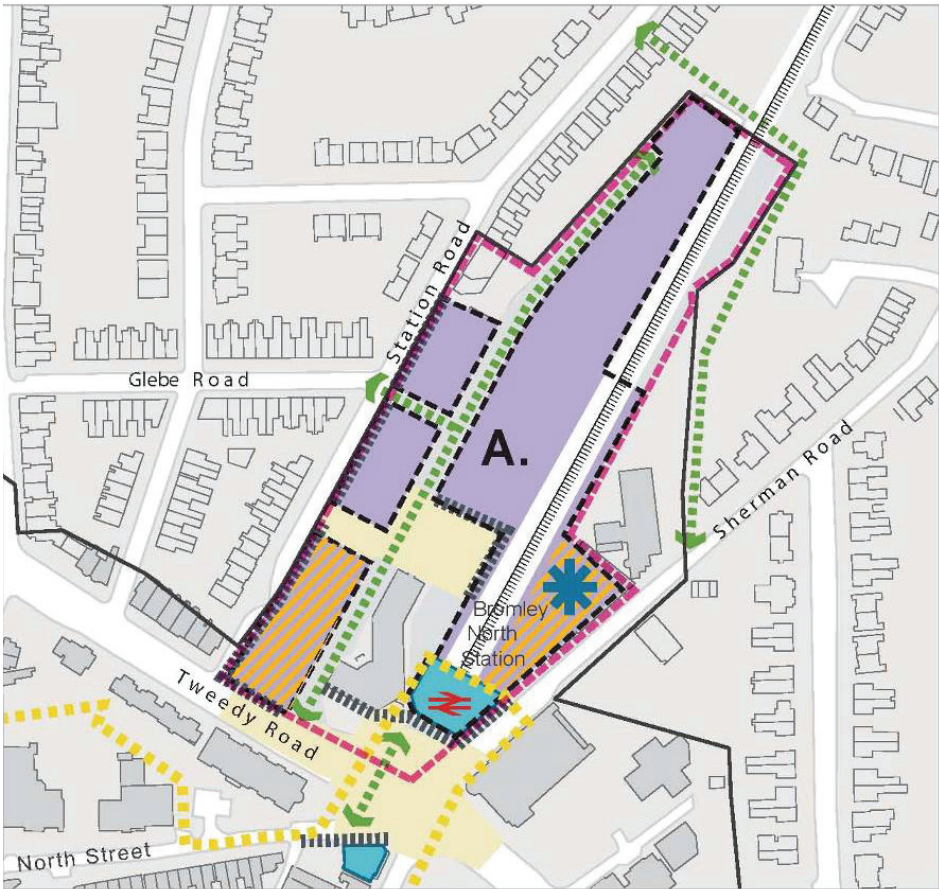 Station Road
Glebe Road
A.
Sherman Road
Bromley
North
Station
Tweedy Road
North Street